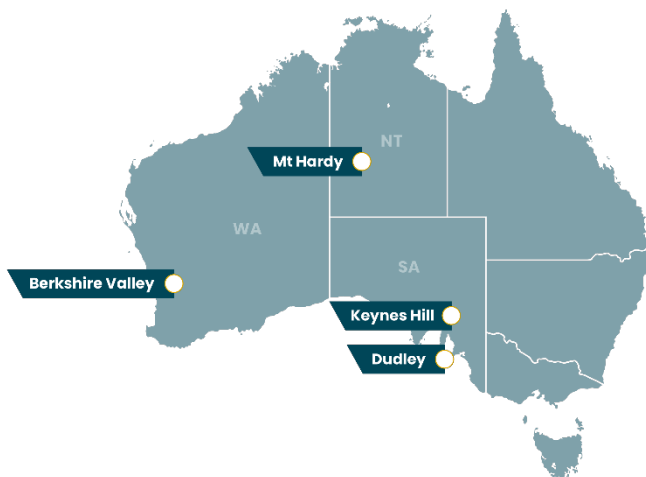 NT
Mt Hardy
WA
SA
Berkshire Valley
Keynes Hill
Dudley